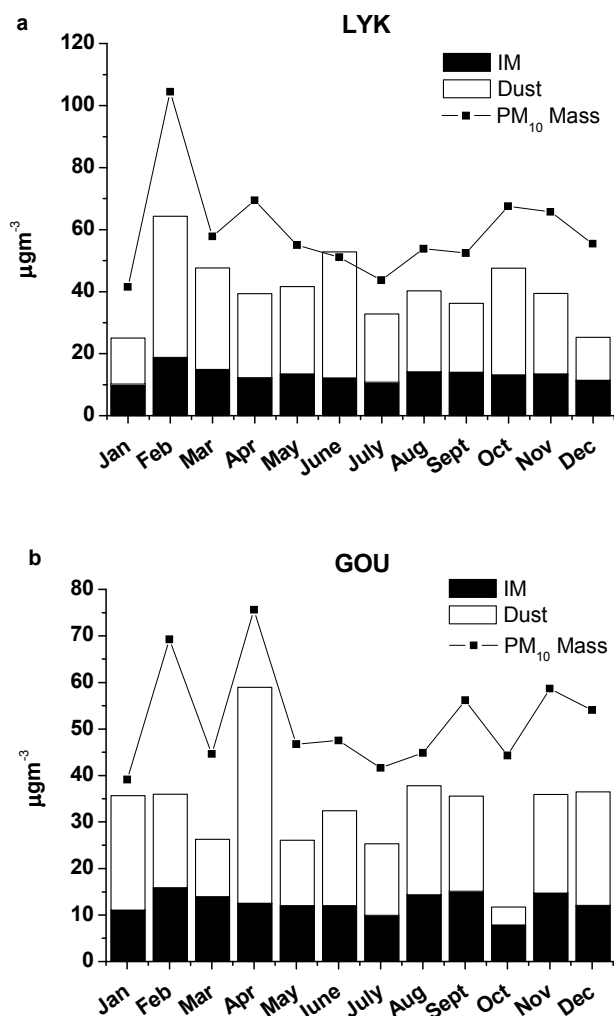 a
LYK
IM
Dust
PM₁₀ Mass
120
100
80
60
40
20
0
µgm⁻³
Jan Feb Mar Apr May June July Aug Sept Oct Nov Dec
b
GOU
IM
Dust
PM₁₀ Mass
80
70
60
50
40
30
20
10
0
µgm⁻³
Jan Feb Mar Apr May June July Aug Sept Oct Nov Dec